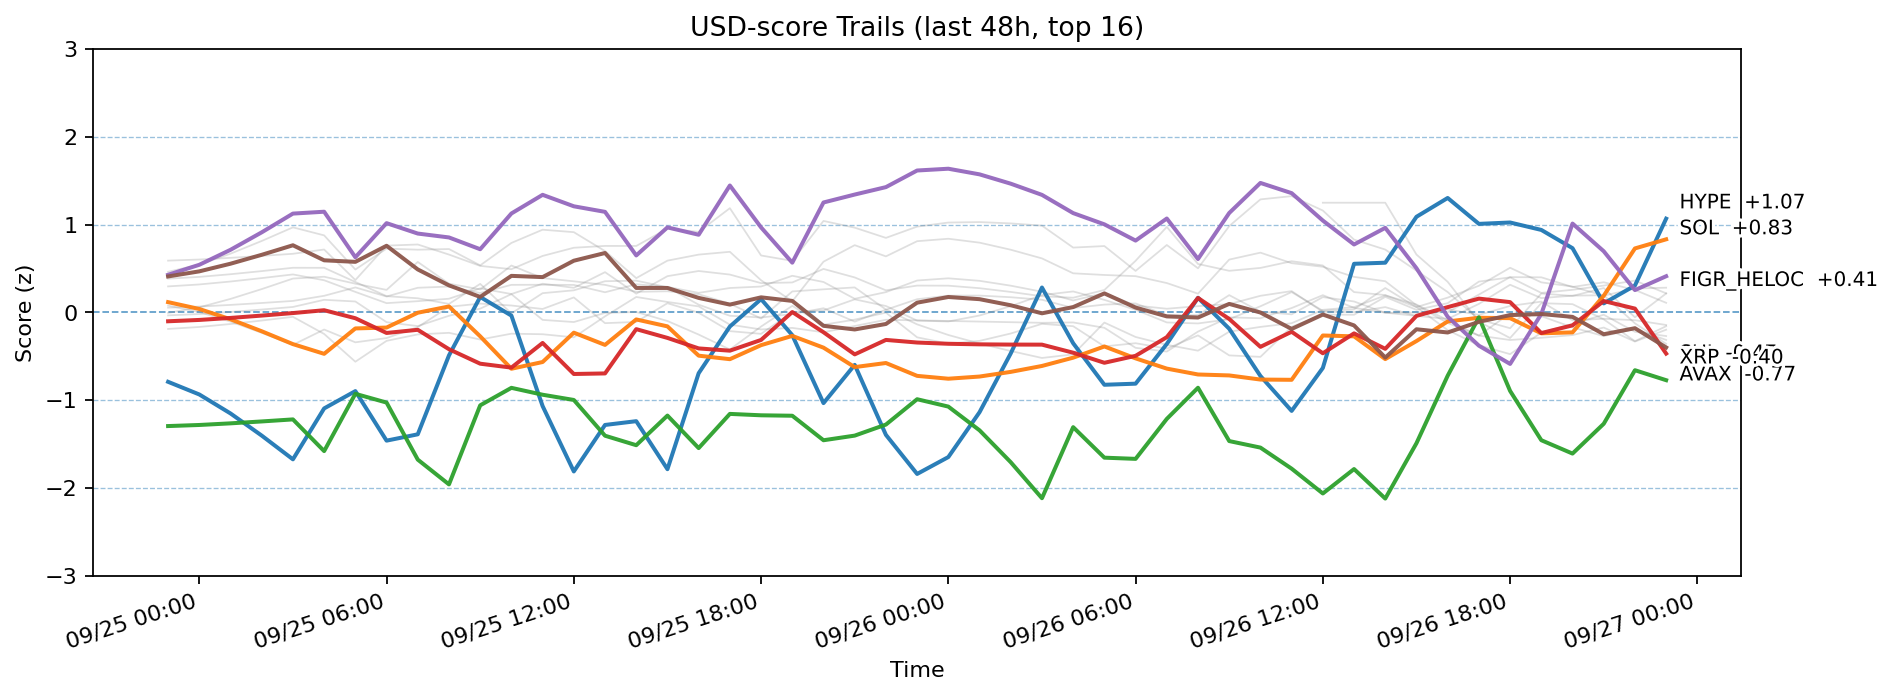 USD-score Trails (last 48h, top 16)
Score (z)
3
2
1
0
−1
−2
−3
HYPE +1.07
SOL +0.83
FIGR_HELOC +0.41
XRP −0.40
AVAX −0.77
09/25 00:00
09/25 06:00
09/25 12:00
09/25 18:00
09/26 00:00
09/26 06:00
09/26 12:00
09/26 18:00
09/27 00:00
Time